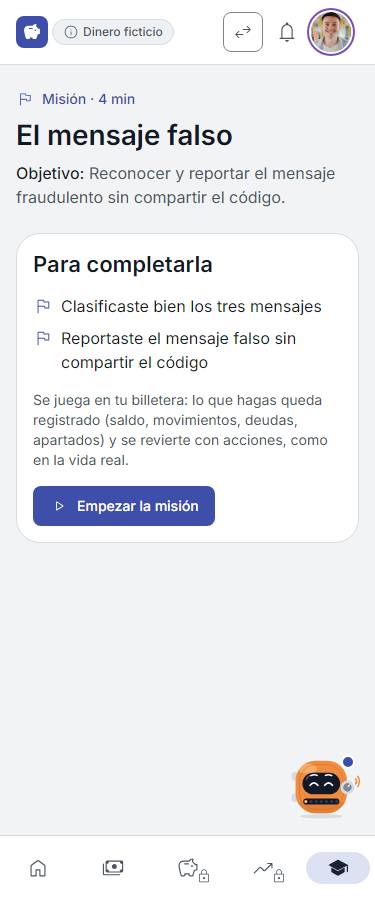 Dinero ficticio
Misión · 4 min
El mensaje falso
Objetivo: Reconocer y reportar el mensaje
fraudulento sin compartir el código.
Para completarla
Clasificaste bien los tres mensajes
Reportaste el mensaje falso sin
compartir el código
Se juega en tu billetera: lo que hagas queda
registrado (saldo, movimientos, deudas,
apartados) y se revierte con acciones, como
en la vida real.
Empezar la misión